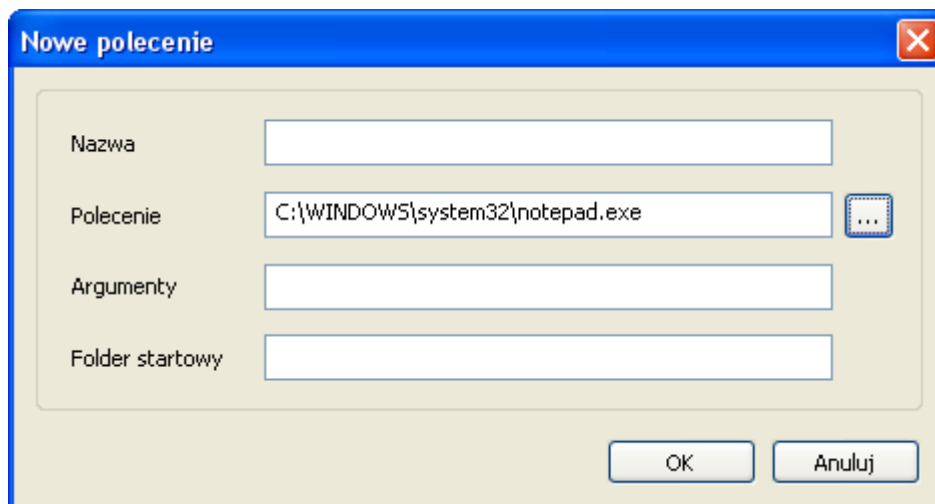 Nowe polecenie
Nazwa
Polecenie C:\WINDOWS\system32\notepad.exe ...
Argumenty
Folder startowy
OK Anuluj